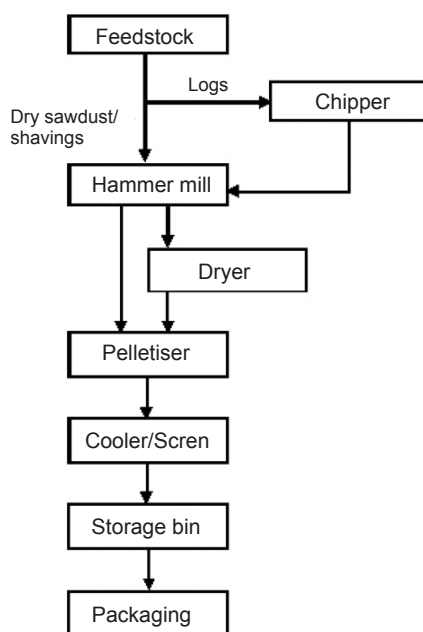 Feedstock
Logs
Chipper
Dry sawdust/
shavings
Hammer mill
Dryer
Pelletiser
Cooler/Scren
Storage bin
Packaging